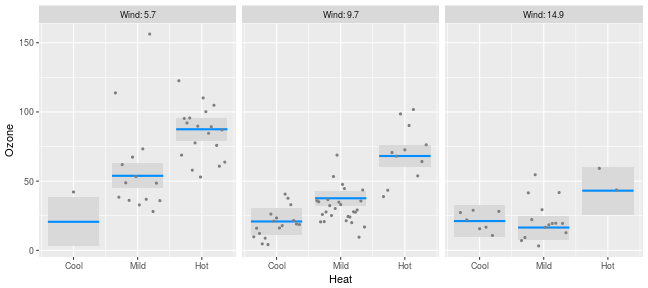 Wind: 5.7
Wind: 9.7
Wind: 14.9
150
100
50
0
Ozone
Cool Mild Hot
Cool Mild Hot
Cool Mild Hot
Heat